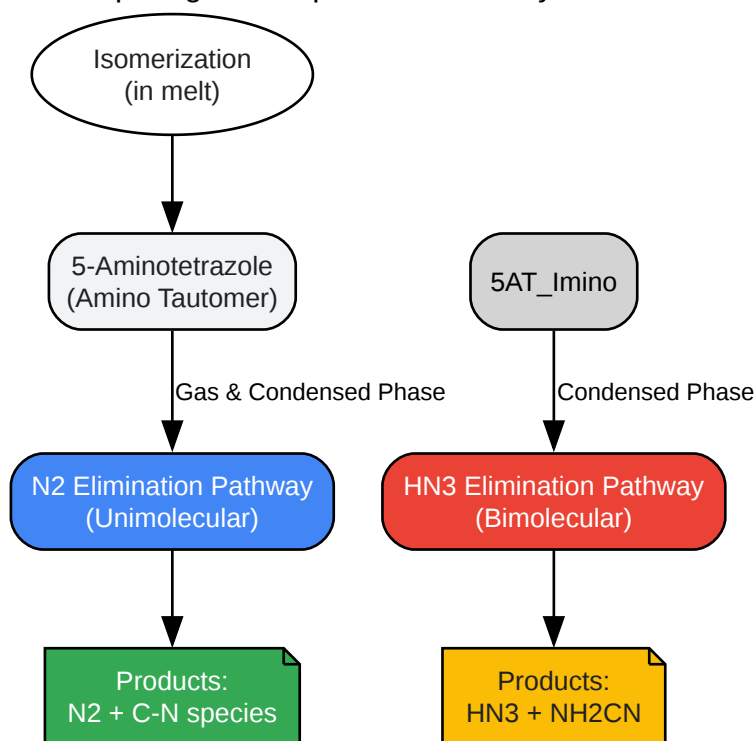 Isomerization
(in melt)
5-Aminotetrazole
(Amino Tautomer)
5AT_Imino
Gas & Condensed Phase
Condensed Phase
N2 Elimination Pathway
(Unimolecular)
HN3 Elimination Pathway
(Bimolecular)
Products:
N2 + C-N species
Products:
HN3 + NH2CN